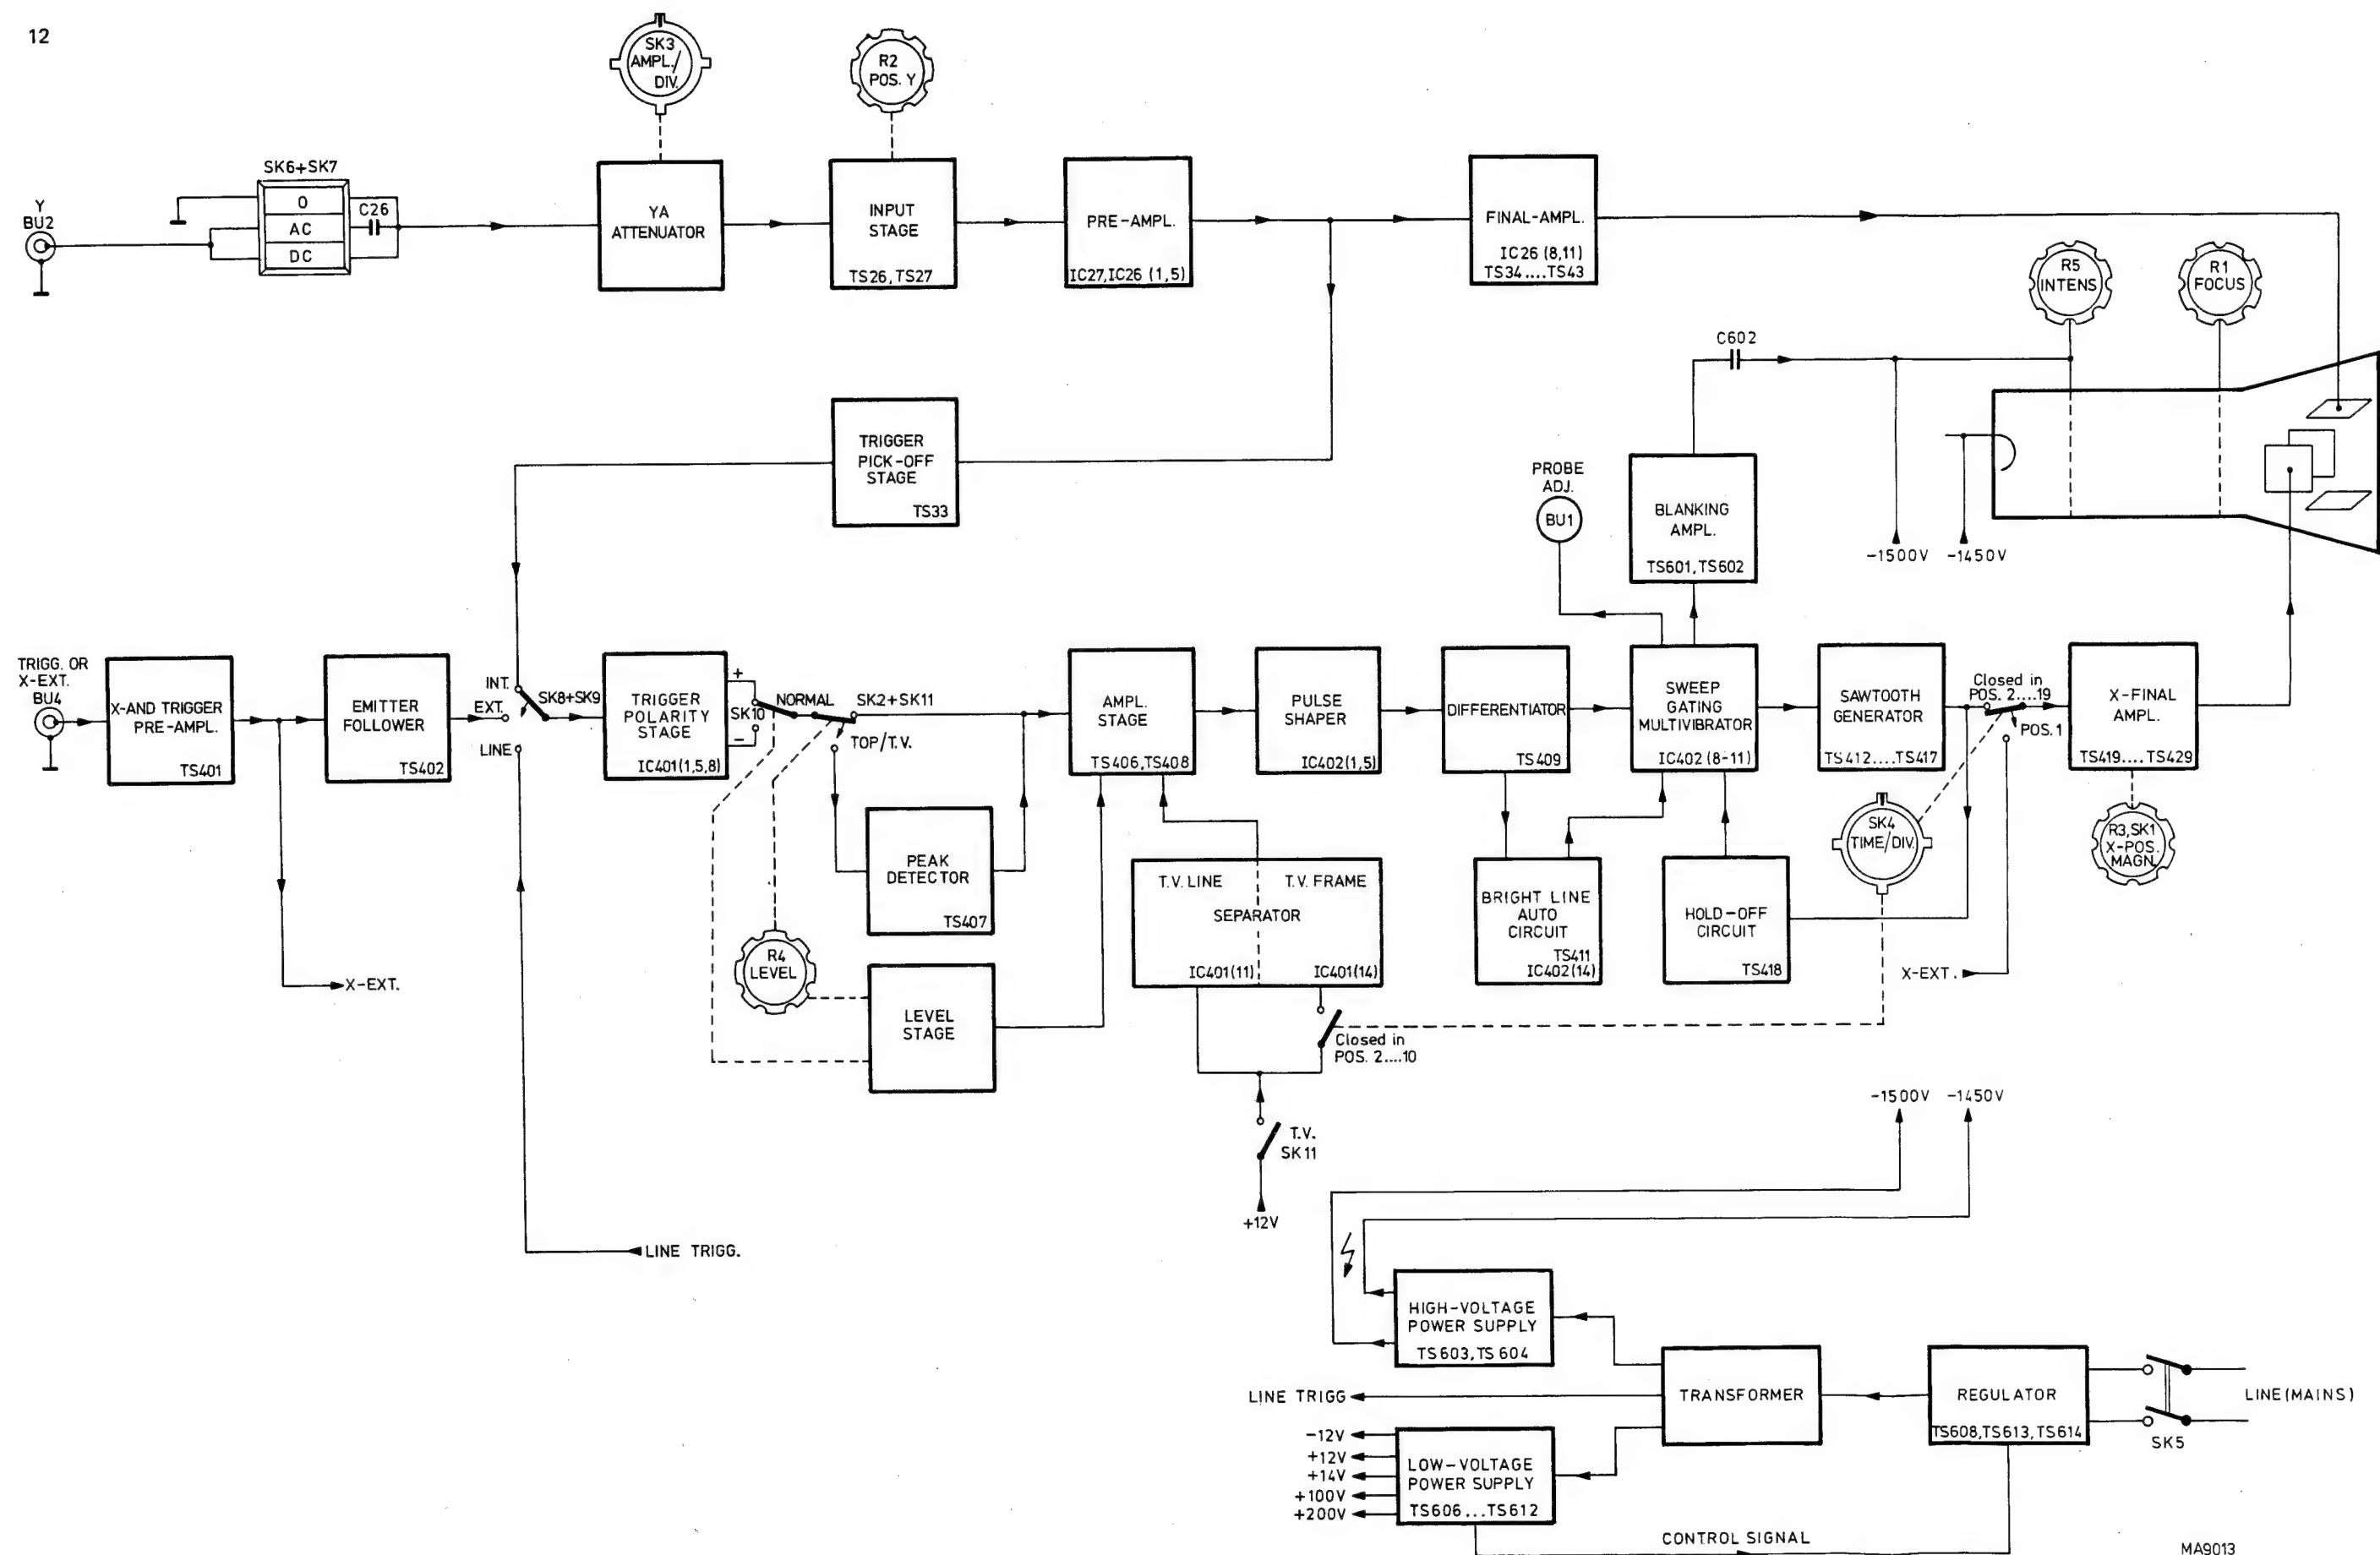 12
SK3
AMPL./
DIV.
R2
POS. Y
SK6+SK7
Y
BU2
O
AC
DC
C26
YA
ATTENUATOR
INPUT
STAGE
TS26, TS27
PRE-AMPL.
IC27, IC26 (1,5)
FINAL-AMPL.
IC26 (8,11)
TS34....TS43
R5
INTENS
R1
FOCUS
C602
TRIGGER
PICK-OFF
STAGE
TS33
PROBE
ADJ.
BU1
BLANKING
AMPL.
TS601, TS602
-1500V
-1450V
TRIGG. OR
X-EXT.
BU4
X-AND TRIGGER
PRE-AMPL.
TS401
EMITTER
FOLLOWER
TS402
INT.
EXT.
LINE
SK8+SK9
TRIGGER
POLARITY
STAGE
IC401(1,5,8)
+
SK10
-
NORMAL
SK2+SK11
TOP/T.V.
AMPL.
STAGE
TS406, TS408
PULSE
SHAPER
IC402(1,5)
DIFFERENTIATOR
TS409
SWEEP
GATING
MULTIVIBRATOR
IC402 (8-11)
SAWTOOTH
GENERATOR
TS412....TS417
Closed in
POS. 2....19
POS. 1
X-FINAL
AMPL.
TS419.... TS429
PEAK
DETECTOR
TS407
T.V. LINE
T.V. FRAME
SEPARATOR
IC401(11)
IC401(14)
BRIGHT LINE
AUTO
CIRCUIT
TS411
IC402(14)
HOLD-OFF
CIRCUIT
TS418
SK4
TIME/DIV.
R3, SK1
X-POS.
MAGN.
X-EXT.
R4
LEVEL
X-EXT.
LEVEL
STAGE
Closed in
POS. 2....10
T.V.
SK11
+12V
-1500V
-1450V
LINE TRIGG.
HIGH-VOLTAGE
POWER SUPPLY
TS603, TS604
LINE TRIGG
TRANSFORMER
REGULATOR
TS608, TS613, TS614
LINE (MAINS)
SK5
-12V
+12V
+14V
+100V
+200V
LOW-VOLTAGE
POWER SUPPLY
TS606...TS612
CONTROL SIGNAL
MA9013